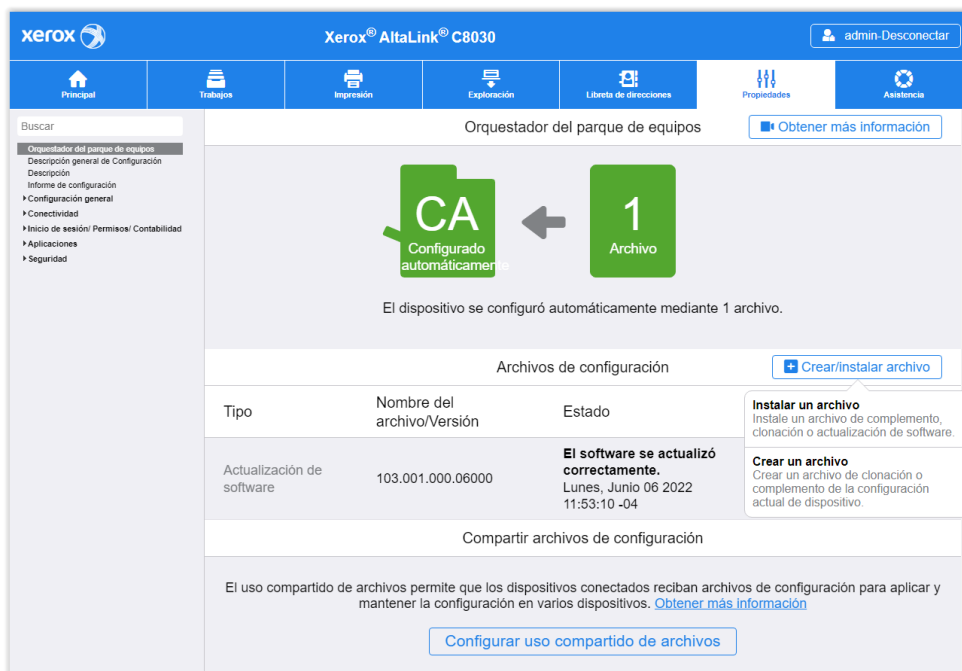 xerox
Xerox® AltaLink® C8030
admin-Desconectar
Principal
Trabajos
Impresión
Exploración
Libreta de direcciones
Propiedades
Asistencia
Buscar
Orquestador del parque de equipos
Descripción general de Configuración
Descripción
Informe de configuración
Configuración general
Conectividad
Inicio de sesión/ Permisos/ Contabilidad
Aplicaciones
Seguridad
Orquestador del parque de equipos
Obtener más información
CA
Configurado
automáticamente
1
Archivo
El dispositivo se configuró automáticamente mediante 1 archivo.
Archivos de configuración
Crear/instalar archivo
Tipo
Nombre del
archivo/Versión
Estado
Instalar un archivo
Instale un archivo de complemento,
clonación o actualización de software.
Crear un archivo
Crear un archivo de clonación o
complemento de la configuración
actual de dispositivo.
Actualización de
software
103.001.000.06000
El software se actualizó
correctamente.
Lunes, Junio 06 2022
11:53:10 -04
Compartir archivos de configuración
El uso compartido de archivos permite que los dispositivos conectados reciban archivos de configuración para aplicar y
mantener la configuración en varios dispositivos. Obtener más información
Configurar uso compartido de archivos